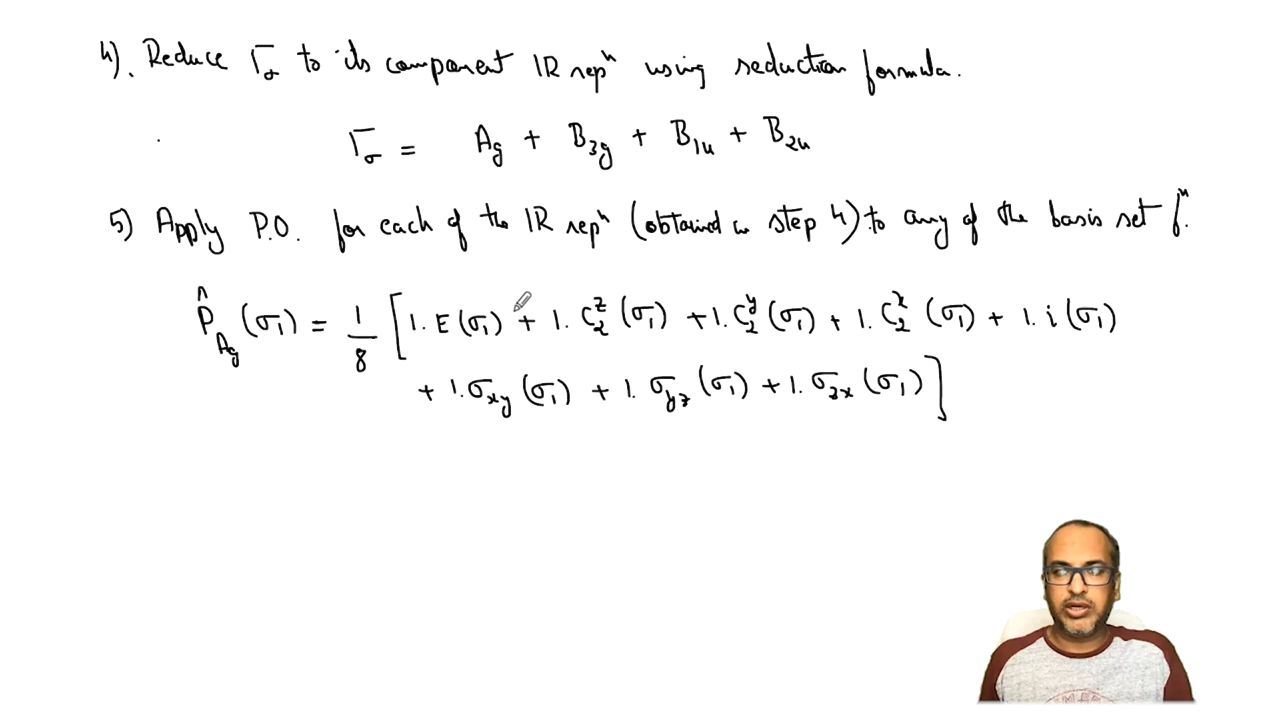 4). Reduce Γσ to its component IR repⁿ using reduction formula.
Γσ = Ag + B3g + B1u + B2u
5) Apply P.O. for each of the IR repⁿ (obtained in step 4) to any of the basis set fⁿ.
P̂Ag (σ1) = 1/8 [1. E(σ1) + 1. C₂ᶻ (σ1) + 1. C₂ʸ (σ1) + 1. C₂ˣ (σ1) + 1. i (σ1)
+ 1. σxy (σ1) + 1. σyz (σ1) + 1. σzx (σ1)]